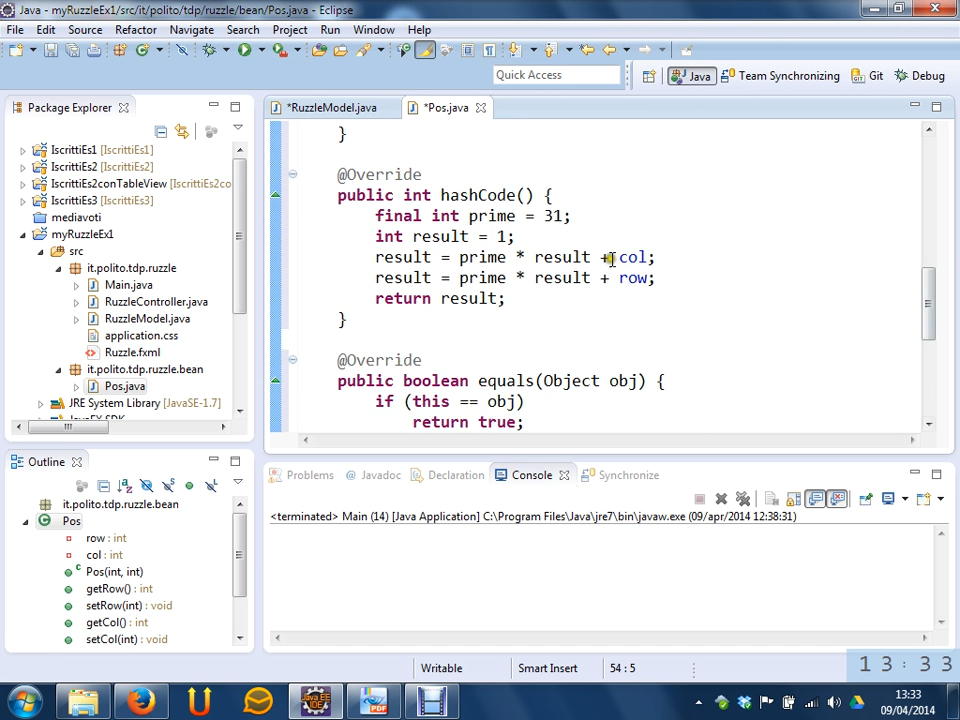 Java - myRuzzleEx1/src/it/polito/tdp/ruzzle/bean/Pos.java - Eclipse
File Edit Source Refactor Navigate Search Project Run Window Help
Quick Access
Java Team Synchronizing Git Debug
Package Explorer
*RuzzleModel.java *Pos.java
IscrittiEs1 [IscrittiEs1]
IscrittiEs2 [IscrittiEs2]
IscrittiEs2conTableView [IscrittiEs2co
IscrittiEs3 [IscrittiEs3]
mediavoti
myRuzzleEx1
src
it.polito.tdp.ruzzle
Main.java
RuzzleController.java
RuzzleModel.java
application.css
Ruzzle.fxml
it.polito.tdp.ruzzle.bean
Pos.java
JRE System Library [JavaSE-1.7]
}
@Override
public int hashCode() {
final int prime = 31;
int result = 1;
result = prime * result + col;
result = prime * result + row;
return result;
}
@Override
public boolean equals(Object obj) {
if (this == obj)
return true;
Outline
it.polito.tdp.ruzzle.bean
Pos
row : int
col : int
Pos(int, int)
getRow() : int
setRow(int) : void
getCol() : int
setCol(int) : void
Problems Javadoc Declaration Console Synchronize
<terminated> Main (14) [Java Application] C:\Program Files\Java\jre7\bin\javaw.exe (09/apr/2014 12:38:31)
Writable Smart Insert 54 : 5
13:33
13:33
09/04/2014